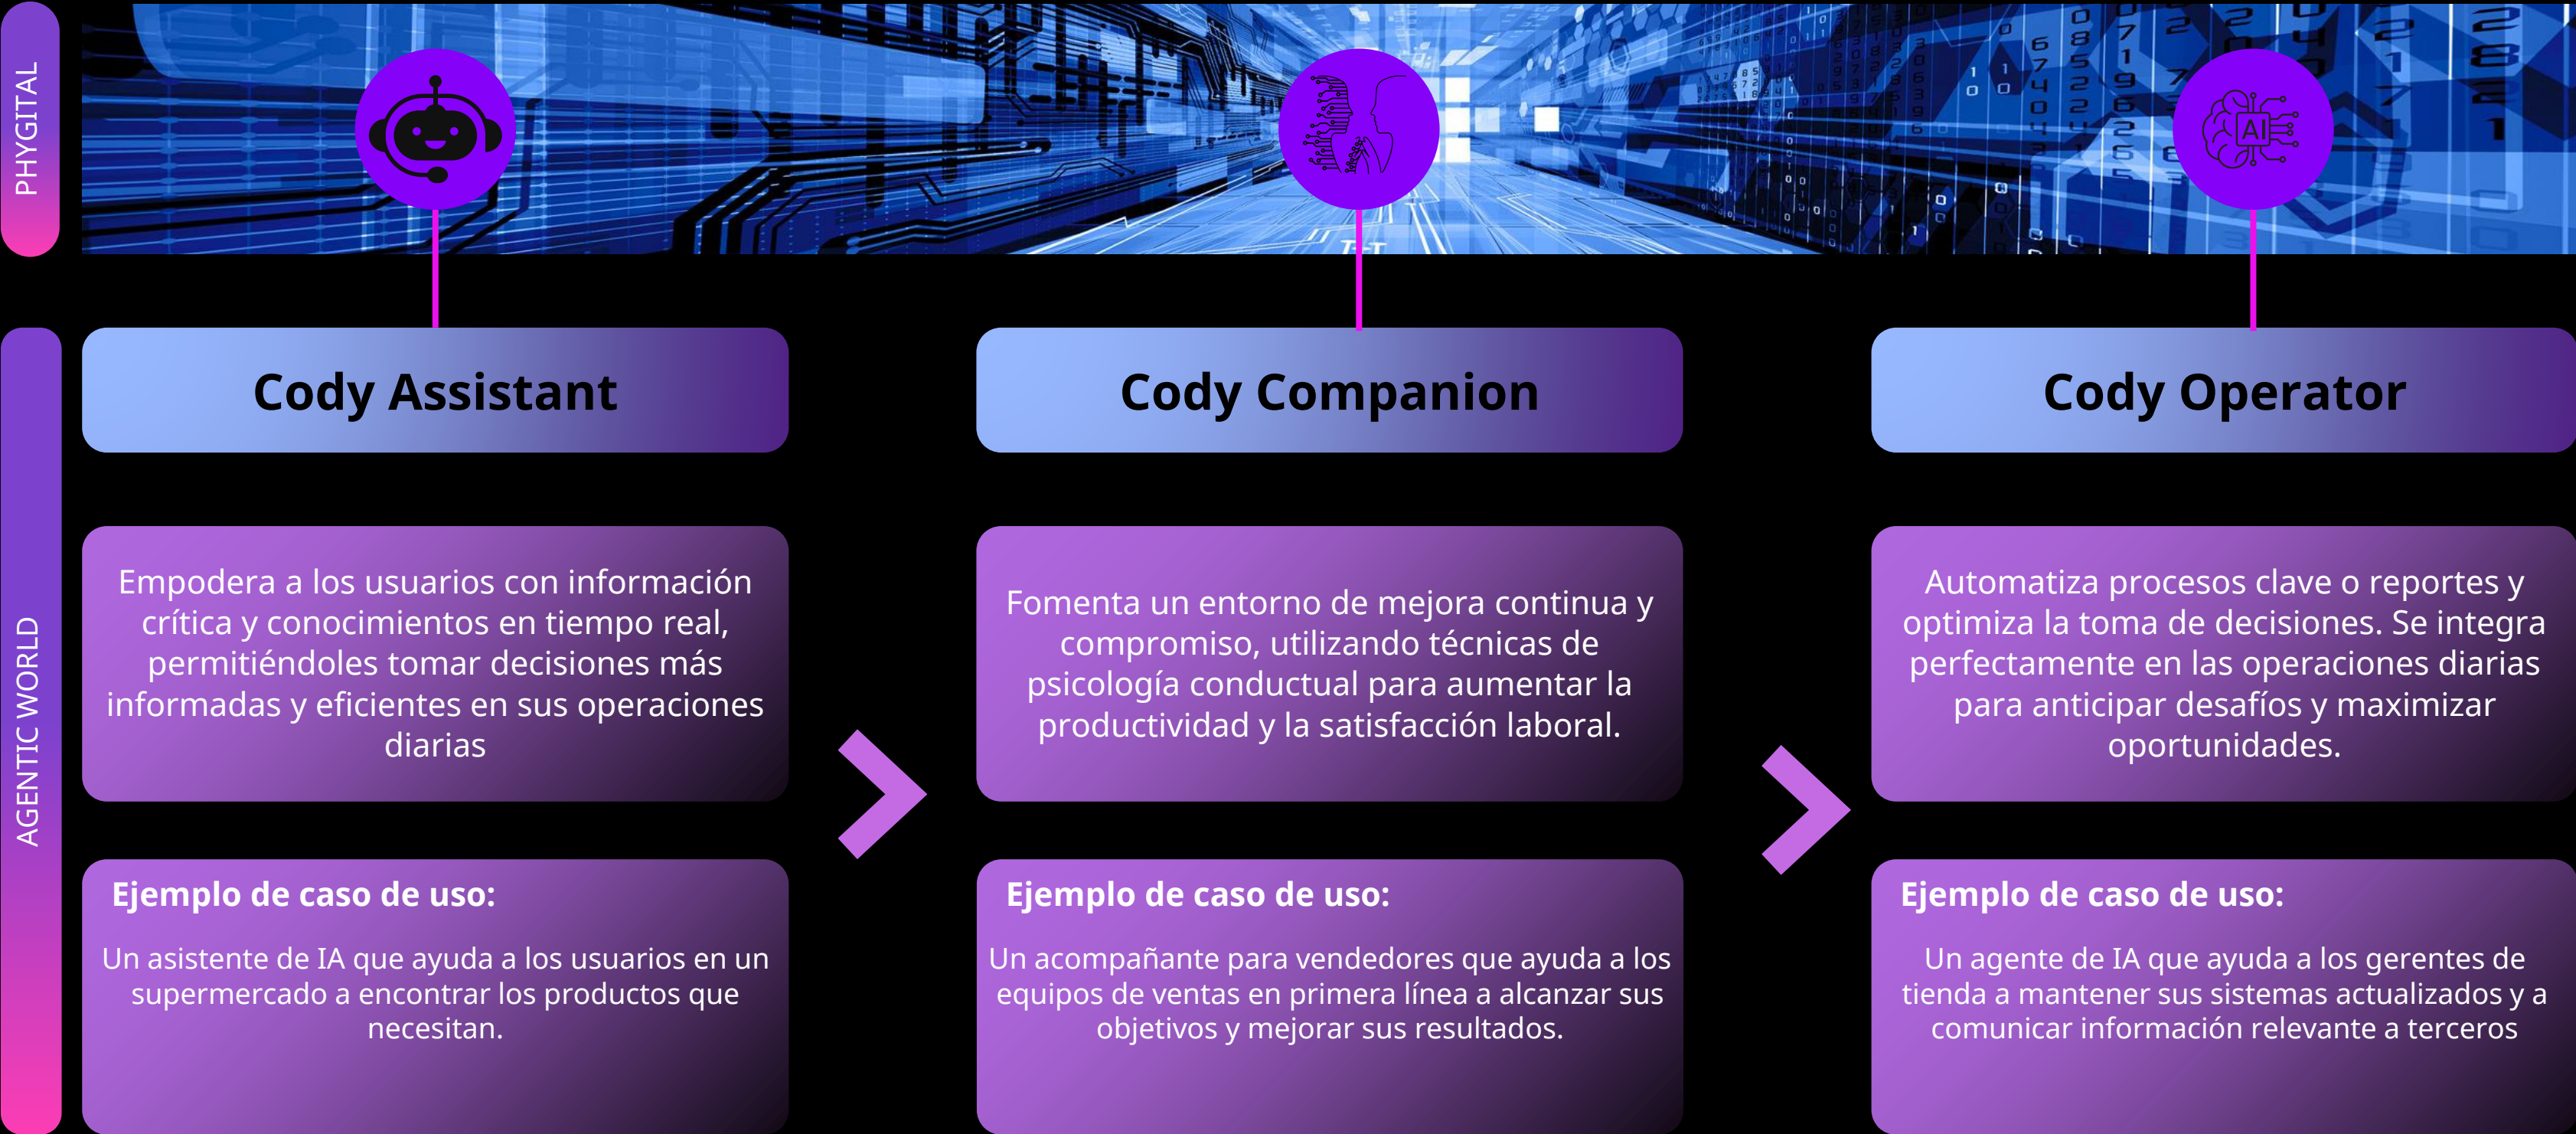 PHYGITAL
AI
Cody Assistant
Cody Companion
Cody Operator
AGENTIC WORLD
Empodera a los usuarios con información
crítica y conocimientos en tiempo real,
permitiéndoles tomar decisiones más
informadas y eficientes en sus operaciones
diarias
Fomenta un entorno de mejora continua y
compromiso, utilizando técnicas de
psicología conductual para aumentar la
productividad y la satisfacción laboral.
Automatiza procesos clave o reportes y
optimiza la toma de decisiones. Se integra
perfectamente en las operaciones diarias
para anticipar desafíos y maximizar
oportunidades.
Ejemplo de caso de uso:
Un asistente de IA que ayuda a los usuarios en un
supermercado a encontrar los productos que
necesitan.
Ejemplo de caso de uso:
Un acompañante para vendedores que ayuda a los
equipos de ventas en primera línea a alcanzar sus
objetivos y mejorar sus resultados.
Ejemplo de caso de uso:
Un agente de IA que ayuda a los gerentes de
tienda a mantener sus sistemas actualizados y a
comunicar información relevante a terceros